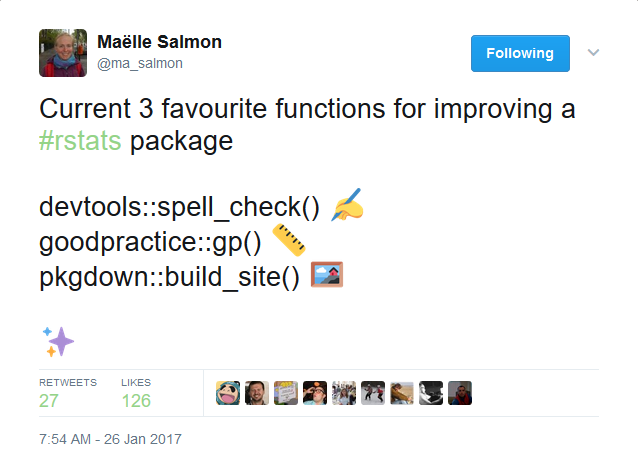 Maëlle Salmon
@ma_salmon
Following
Current 3 favourite functions for improving a
#rstats package
devtools::spell_check() ✍
goodpractice::gp() 📏
pkgdown::build_site() 🖼
✨
RETWEETS LIKES
27 126
7:54 AM - 26 Jan 2017